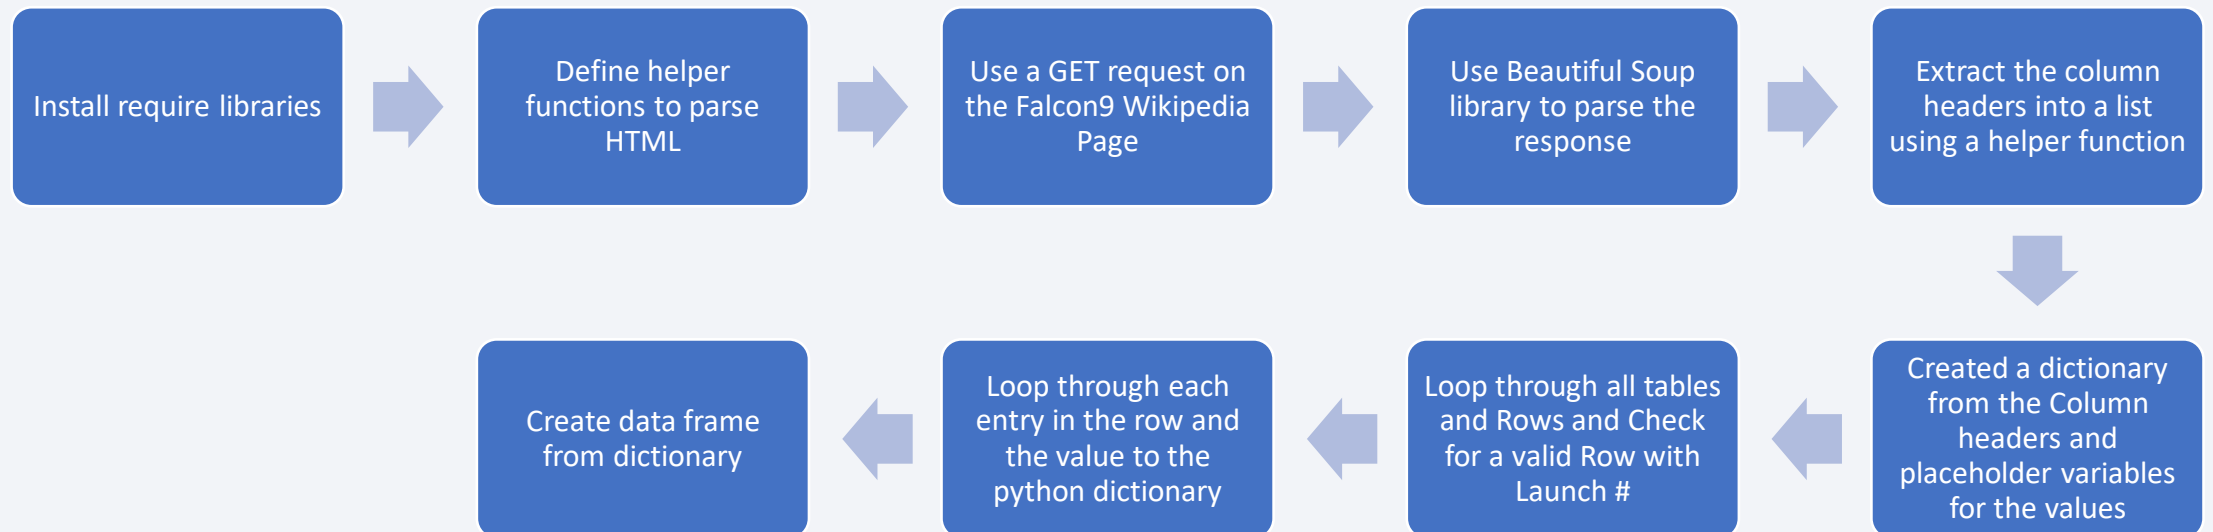 Install require libraries
Define helper
functions to parse
HTML
Use a GET request on
the Falcon9 Wikipedia
Page
Use Beautiful Soup
library to parse the
response
Extract the column
headers into a list
using a helper function
Created a dictionary
from the Column
headers and
placeholder variables
for the values
Loop through all tables
and Rows and Check
for a valid Row with
Launch #
Loop through each
entry in the row and
the value to the
python dictionary
Create data frame
from dictionary